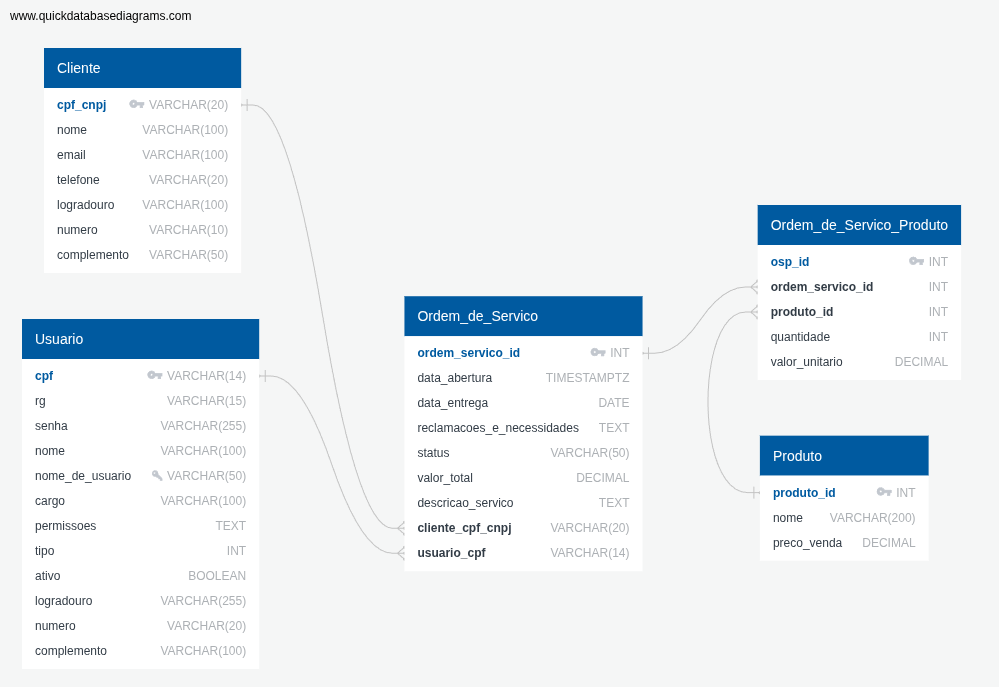 www.quickdatabasediagrams.com
Cliente
cpf_cnpj VARCHAR(20)
nome VARCHAR(100)
email VARCHAR(100)
telefone VARCHAR(20)
logradouro VARCHAR(100)
numero VARCHAR(10)
complemento VARCHAR(50)
Usuario
cpf VARCHAR(14)
rg VARCHAR(15)
senha VARCHAR(255)
nome VARCHAR(100)
nome_de_usuario VARCHAR(50)
cargo VARCHAR(100)
permissoes TEXT
tipo INT
ativo BOOLEAN
logradouro VARCHAR(255)
numero VARCHAR(20)
complemento VARCHAR(100)
Ordem_de_Servico
ordem_servico_id INT
data_abertura TIMESTAMPTZ
data_entrega DATE
reclamacoes_e_necessidades TEXT
status VARCHAR(50)
valor_total DECIMAL
descricao_servico TEXT
cliente_cpf_cnpj VARCHAR(20)
usuario_cpf VARCHAR(14)
Ordem_de_Servico_Produto
osp_id INT
ordem_servico_id INT
produto_id INT
quantidade INT
valor_unitario DECIMAL
Produto
produto_id INT
nome VARCHAR(200)
preco_venda DECIMAL